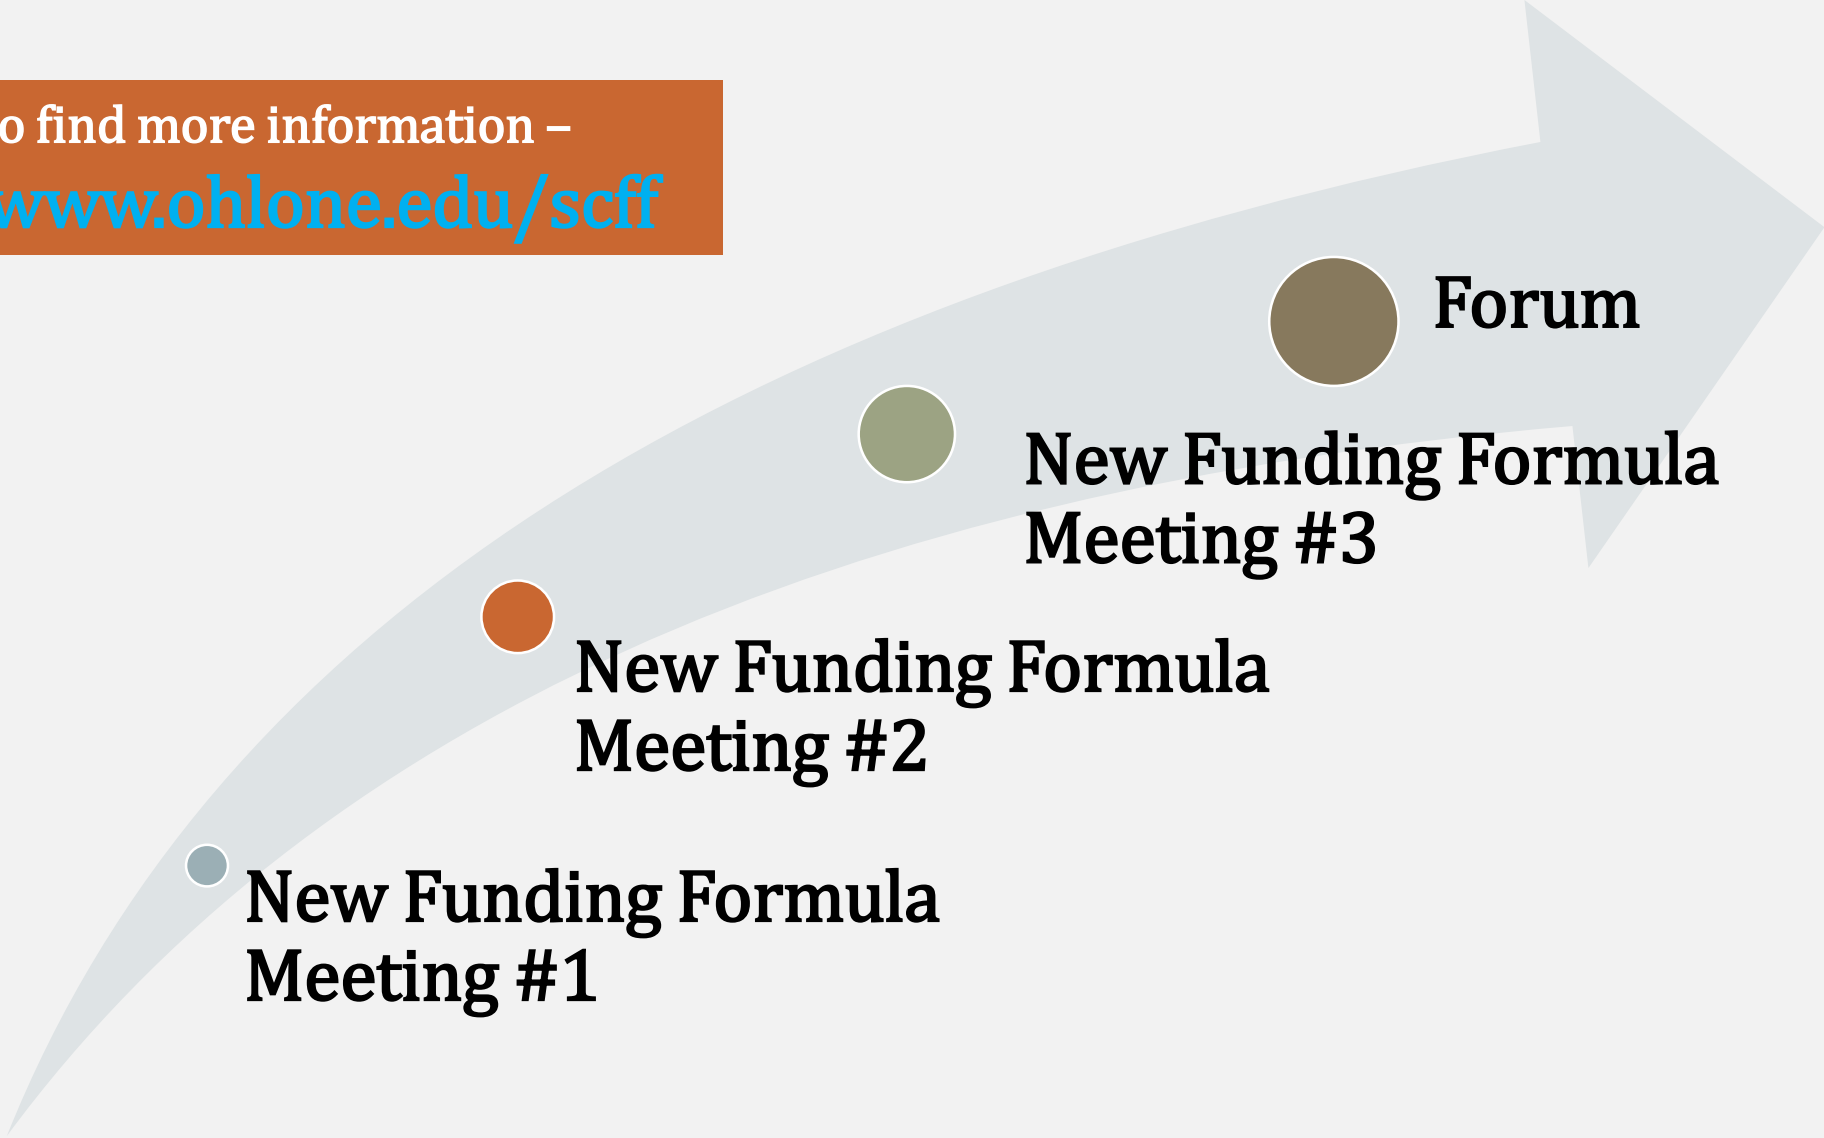 o find more information –
www.ohlone.edu/scff
Forum
New Funding Formula
Meeting #3
New Funding Formula
Meeting #2
New Funding Formula
Meeting #1